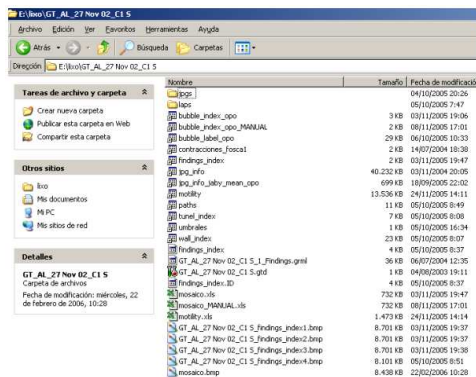 E:\lixo\GT_AL_27 Nov 02_C1 S
Archivo Edición Ver Favoritos Herramientas Ayuda
Atrás Búsqueda Carpetas
Dirección E:\lixo\GT_AL_27 Nov 02_C1 S
Tareas de archivo y carpeta
Crear nueva carpeta
Publicar esta carpeta en Web
Compartir esta carpeta
Otros sitios
lixo
Mis documentos
Mi PC
Mis sitios de red
Detalles
GT_AL_27 Nov 02_C1 S
Carpeta de archivos
Fecha de modificación: miércoles, 22
de febrero de 2006, 10:28
Nombre Tamaño Fecha de modificació
jpgs 04/10/2005 20:26
laps 05/10/2005 7:47
bubble_index_opo 3 KB 03/11/2005 19:06
bubble_index_opo_MANUAL 2 KB 08/11/2005 17:01
bubble_label_opo 29 KB 06/10/2005 10:33
contracciones_fosca1 2 KB 14/07/2004 18:38
findings_index 2 KB 03/11/2005 19:47
jpg_info 40.232 KB 03/11/2004 20:05
jpg_info_jaby_mean_opo 699 KB 18/09/2005 22:02
motility 13.536 KB 24/11/2005 14:11
paths 11 KB 05/10/2005 8:49
tunel_index 7 KB 05/10/2005 8:08
umbrales 1 KB 05/10/2005 16:34
wall_index 23 KB 05/10/2005 8:07
findings_index 4 KB 05/10/2005 8:37
GT_AL_27 Nov 02_C1 S_1_Findings.grml 36 KB 06/07/2004 12:35
GT_AL_27 Nov 02_C1 S.gtd 1 KB 04/08/2003 19:11
findings_index.ID 4 KB 05/10/2005 8:37
mosaico.xls 732 KB 03/11/2005 19:47
mosaico_MANUAL.xls 732 KB 08/11/2005 17:01
motility.xls 1.473 KB 24/11/2005 14:14
GT_AL_27 Nov 02_C1 S_findings_index1.bmp 8.701 KB 03/11/2005 19:37
GT_AL_27 Nov 02_C1 S_findings_index2.bmp 8.701 KB 03/11/2005 19:37
GT_AL_27 Nov 02_C1 S_findings_index3.bmp 8.701 KB 03/11/2005 19:38
GT_AL_27 Nov 02_C1 S_findings_index4.bmp 8.101 KB 05/10/2005 8:51
mosaico.bmp 8.438 KB 22/02/2006 10:28